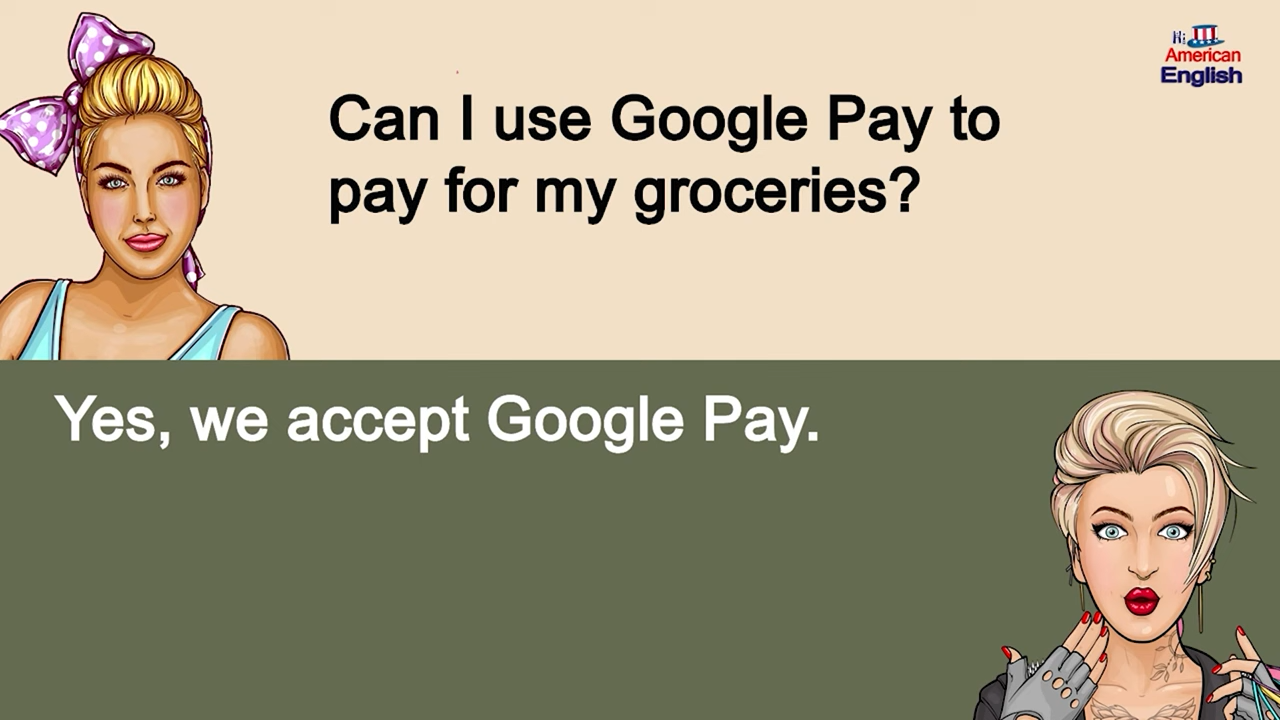 Hi
American
English
Can I use Google Pay to
pay for my groceries?
Yes, we accept Google Pay.